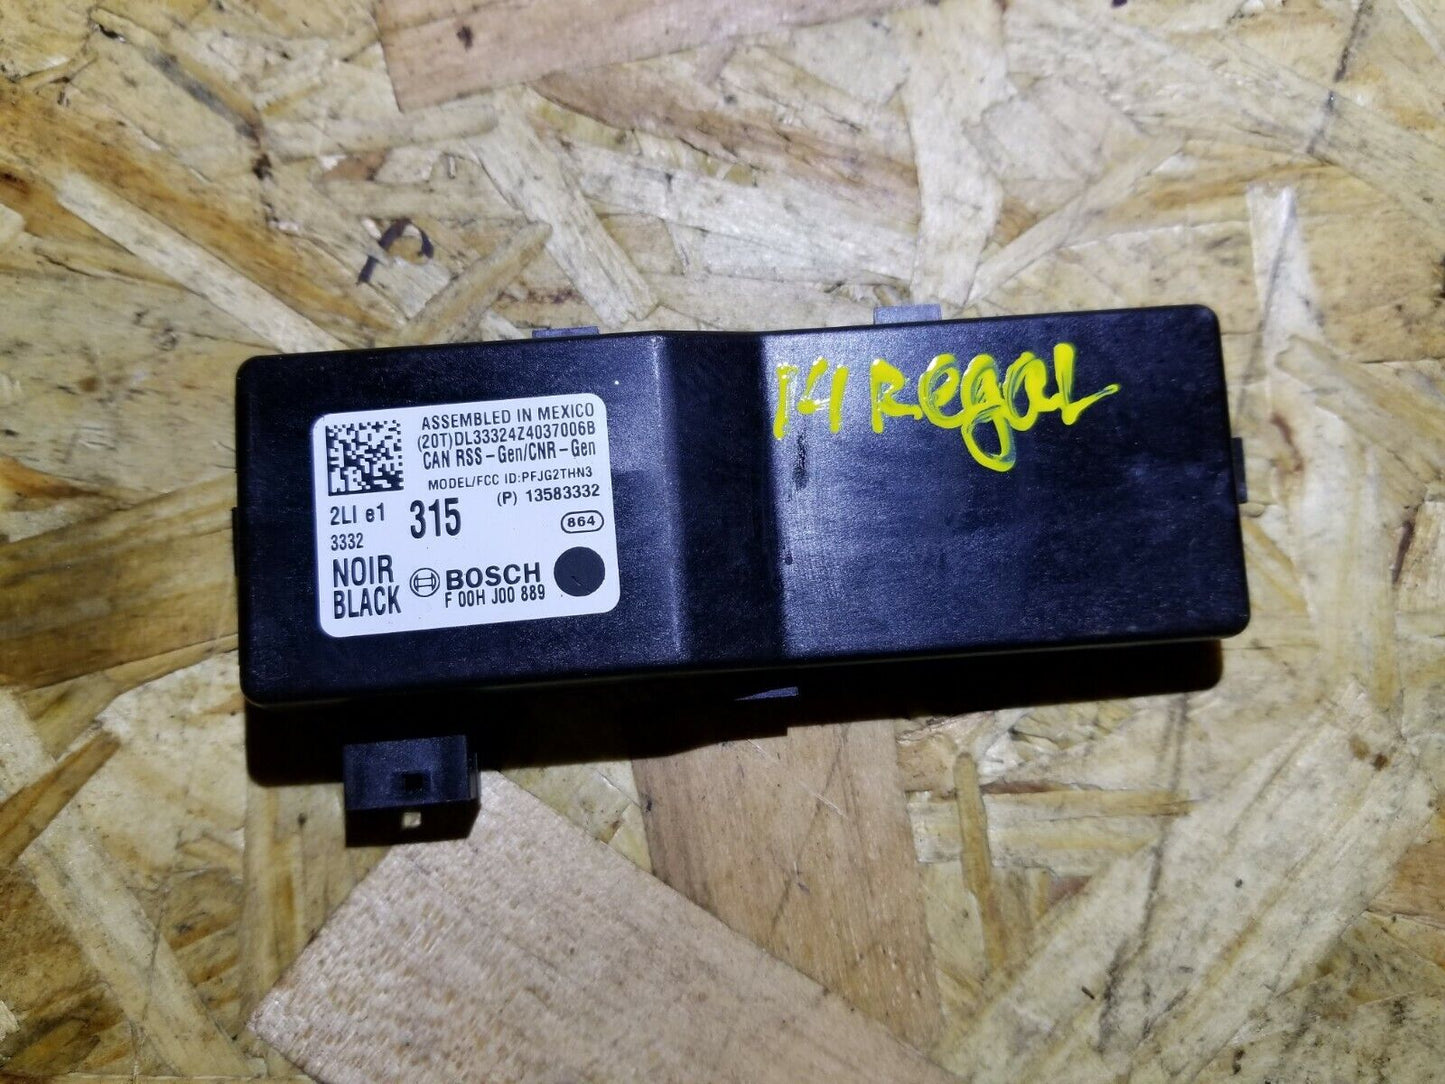 ASSEMBLED IN MEXICO
(20T)DL33324Z4037006B
CAN RSS-Gen/CNR-Gen
MODEL/FCC ID:PFJG2THN3
(P) 13583332
2LI e1
3332
315
864
NOIR
BLACK
BOSCH
F 00H J00 889
14 Regal